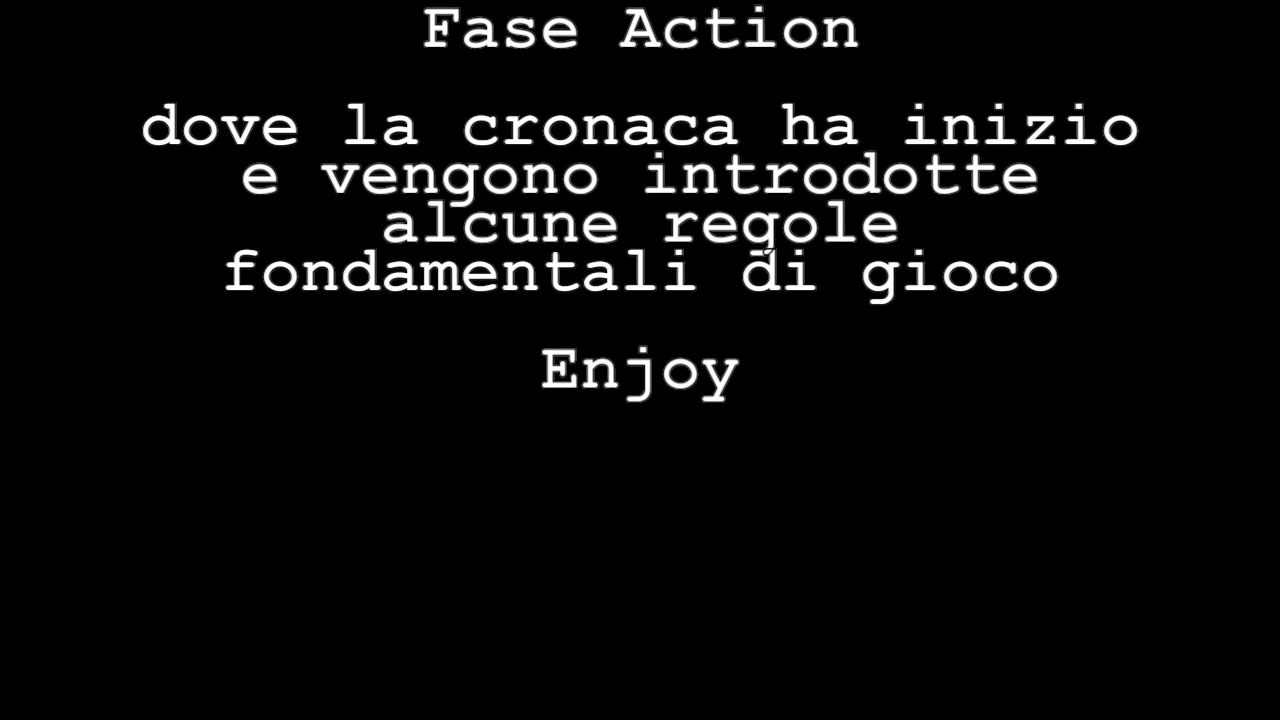 Fase Action
dove la cronaca ha inizio
e vengono introdotte
alcune regole
fondamentali di gioco
Enjoy